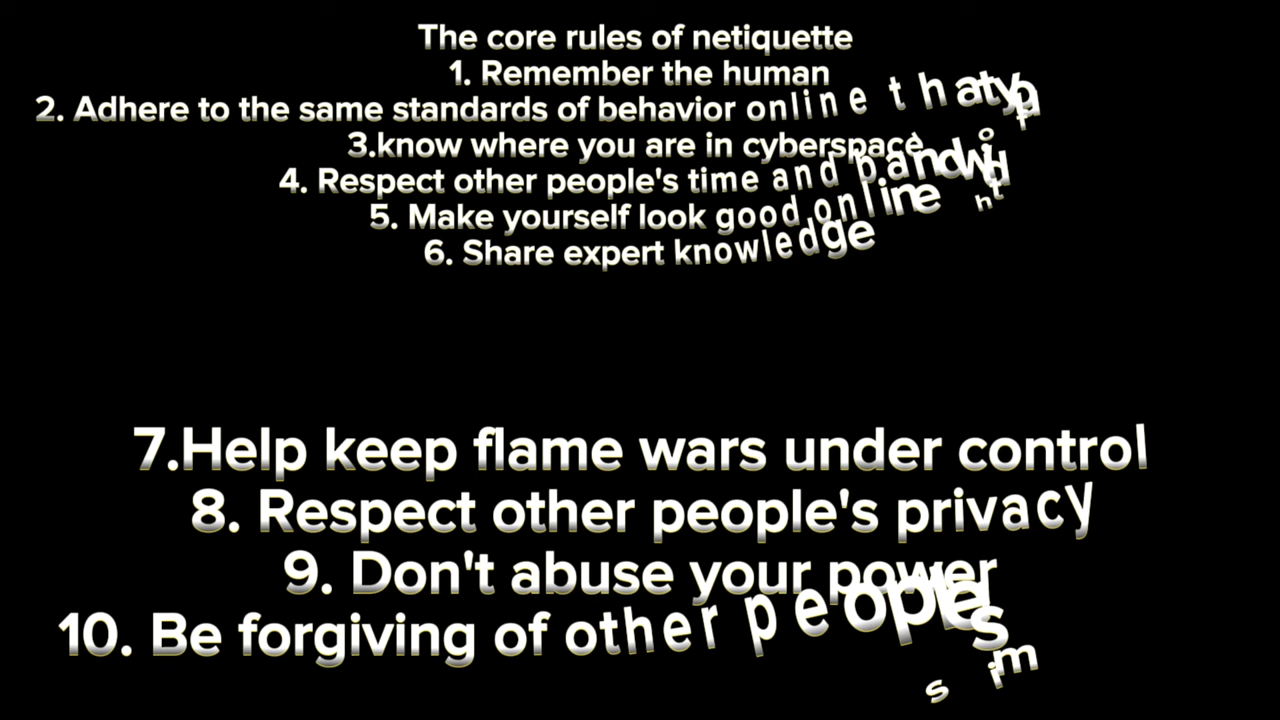 The core rules of netiquette
1. Remember the human
2. Adhere to the same standards of behavior online that
3.know where you are in cyberspace
4. Respect other people's time and bandwidth
5. Make yourself look good online
6. Share expert knowledge
7.Help keep flame wars under control
8. Respect other people's privacy
9. Don't abuse your power
10. Be forgiving of other people's